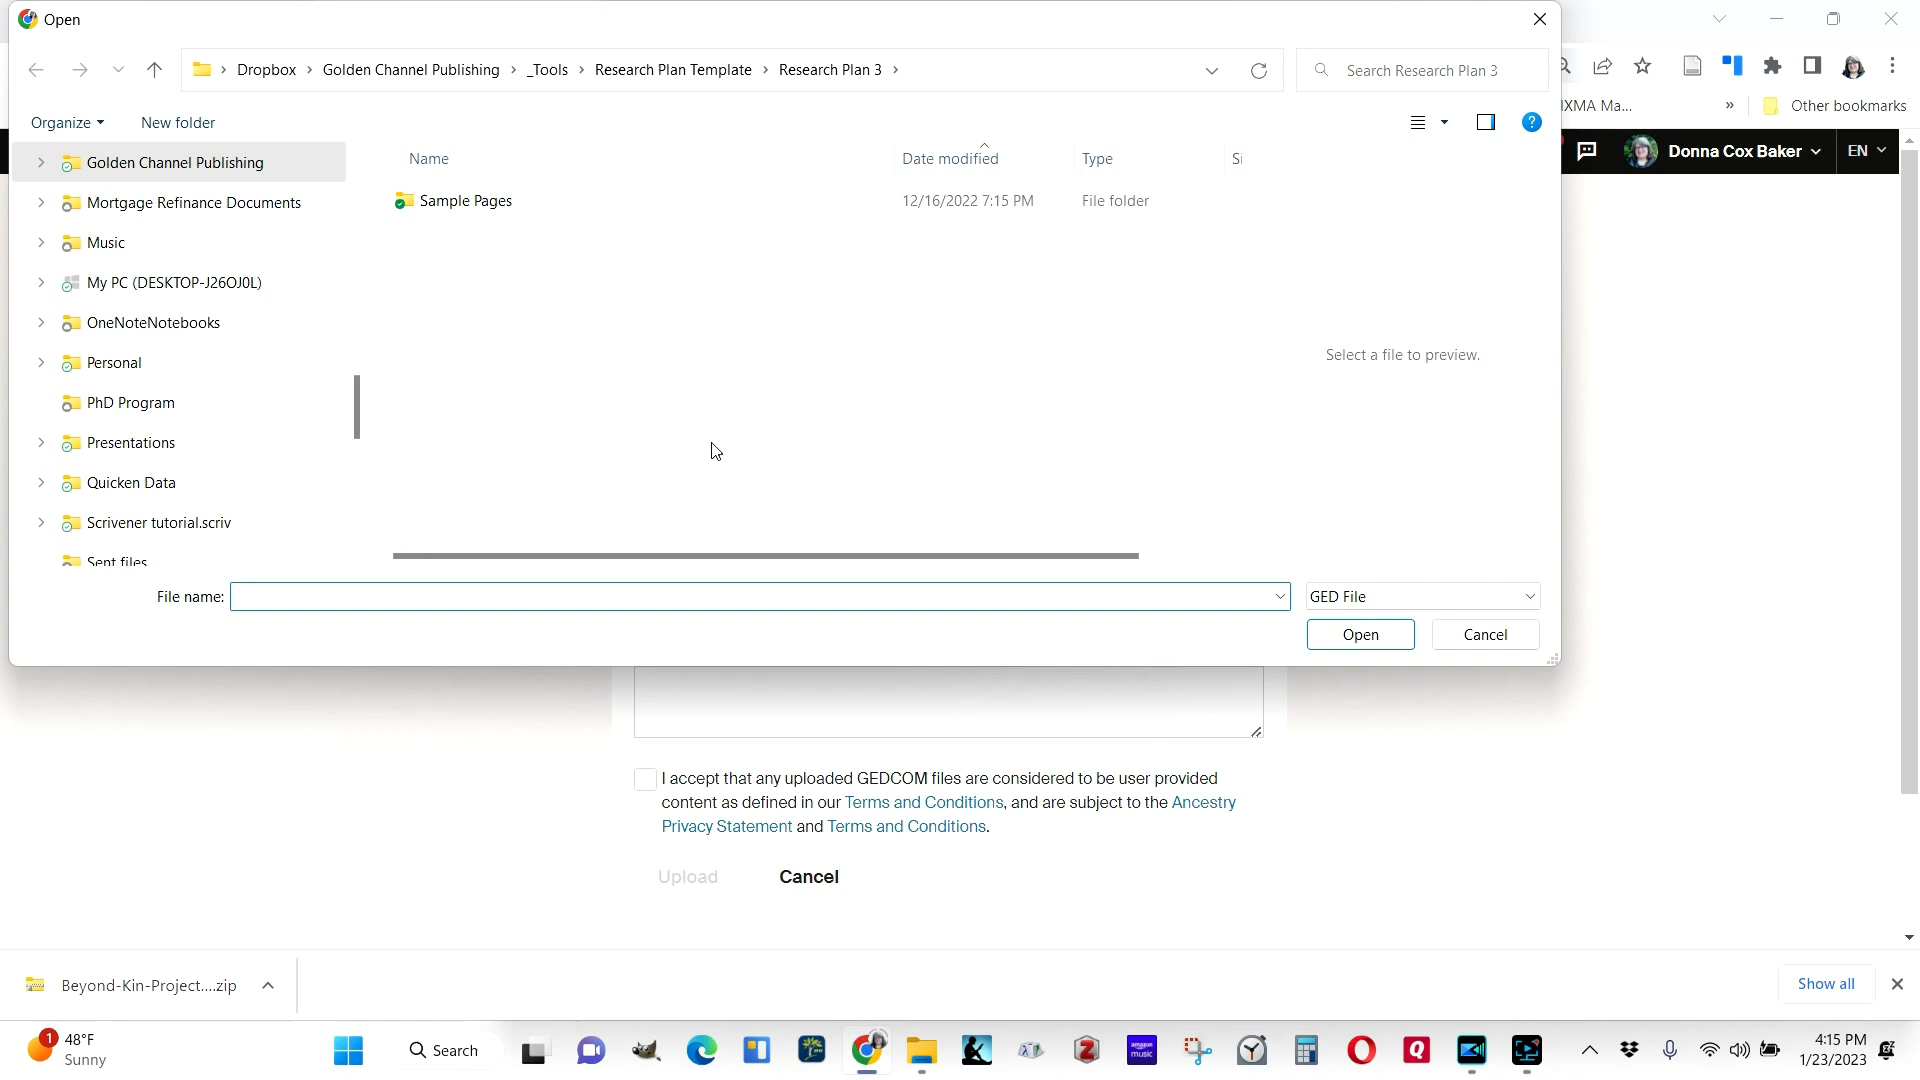 Open
Dropbox > Golden Channel Publishing > _Tools > Research Plan Template > Research Plan 3 >
Search Research Plan 3
Organize
New folder
Golden Channel Publishing
Mortgage Refinance Documents
Music
My PC (DESKTOP-J26OJ0L)
OneNoteNotebooks
Personal
PhD Program
Presentations
Quicken Data
Scrivener tutorial.scriv
Sent files
Name Date modified Type Si
Sample Pages 12/16/2022 7:15 PM File folder
Select a file to preview.
File name:
GED File
Open Cancel
IXMA Ma... » Other bookmarks
Donna Cox Baker EN
I accept that any uploaded GEDCOM files are considered to be user provided
content as defined in our Terms and Conditions, and are subject to the Ancestry
Privacy Statement and Terms and Conditions.
Upload Cancel
Beyond-Kin-Project....zip
Show all
1
48°F
Sunny
Search
amazon music
4:15 PM
1/23/2023